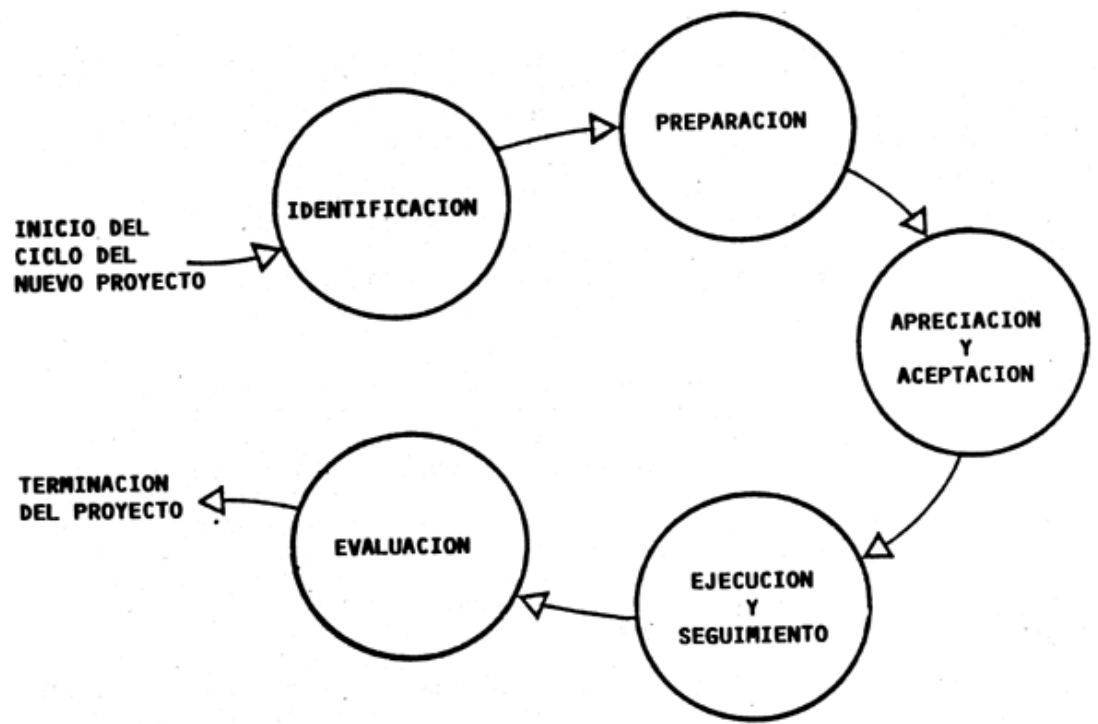 INICIO DEL
CICLO DEL
NUEVO PROYECTO
IDENTIFICACION
PREPARACION
APRECIACION
Y
ACEPTACION
EJECUCION
Y
SEGUIMIENTO
EVALUACION
TERMINACION
DEL PROYECTO